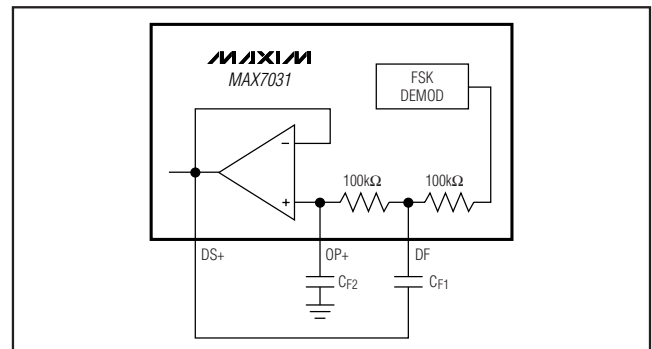 MAXIM
MAX7031
FSK
DEMOD
-
+
100kΩ
100kΩ
DS+
OP+
DF
CF2
CF1